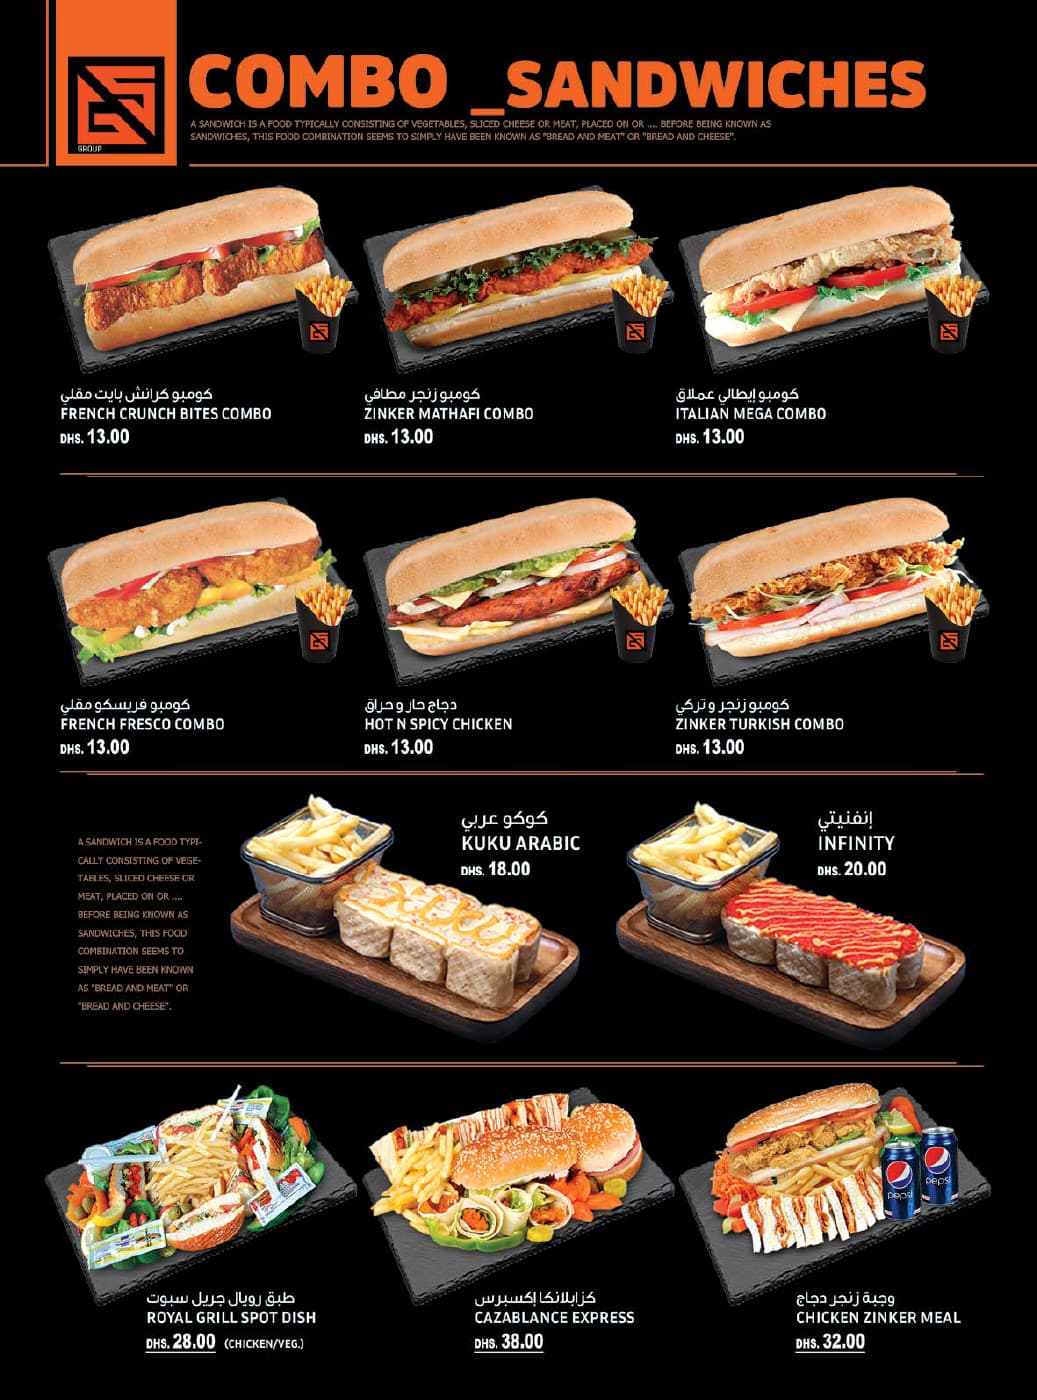 GROUP
COMBO _SANDWICHES
A SANDWICH IS A FOOD TYPICALLY CONSISTING OF VEGETABLES, SLICED CHEESE OR MEAT, PLACED ON OR .... BEFORE BEING KNOWN AS
SANDWICHES, THIS FOOD COMBINATION SEEMS TO SIMPLY HAVE BEEN KNOWN AS "BREAD AND MEAT" OR "BREAD AND CHEESE".
كومبو كرانش بايت مقلي
FRENCH CRUNCH BITES COMBO
DHS. 13.00
كومبو زنجر مطافي
ZINKER MATHAFI COMBO
DHS. 13.00
كومبو إيطالي عملاق
ITALIAN MEGA COMBO
DHS. 13.00
كومبو فريسكو مقلي
FRENCH FRESCO COMBO
DHS. 13.00
دجاج حار و حراق
HOT N SPICY CHICKEN
DHS. 13.00
كومبو زنجر و تركي
ZINKER TURKISH COMBO
DHS. 13.00
A SANDWICH IS A FOOD TYPI-
CALLY CONSISTING OF VEGE-
TABLES, SLICED CHEESE OR
MEAT, PLACED ON OR ....
BEFORE BEING KNOWN AS
SANDWICHES, THIS FOOD
COMBINATION SEEMS TO
SIMPLY HAVE BEEN KNOWN
AS "BREAD AND MEAT" OR
"BREAD AND CHEESE".
كوكو عربي
KUKU ARABIC
DHS. 18.00
إنفنيتي
INFINITY
DHS. 20.00
pepsi
pepsi
طبق رويال جريل سبوت
ROYAL GRILL SPOT DISH
DHS. 28.00 (CHICKEN/VEG.)
كزابلانكا إكسبرس
CAZABLANCE EXPRESS
DHS. 38.00
وجبة زنجر دجاج
CHICKEN ZINKER MEAL
DHS. 32.00